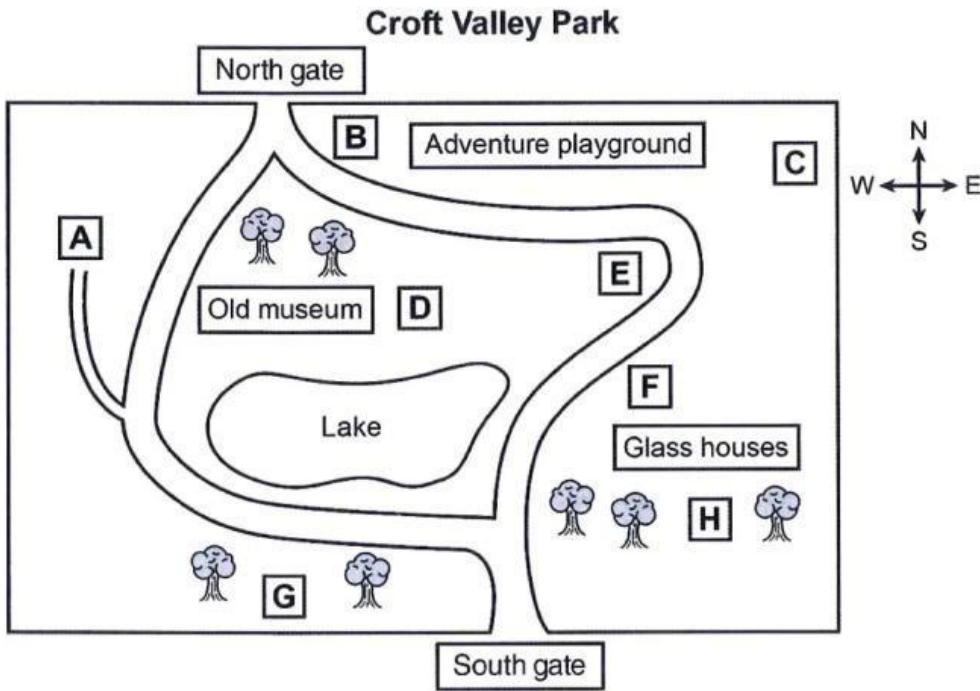 Croft Valley Park
North gate
B
Adventure playground
C
N
W
E
S
A
E
Old museum
D
F
Lake
Glass houses
H
G
South gate